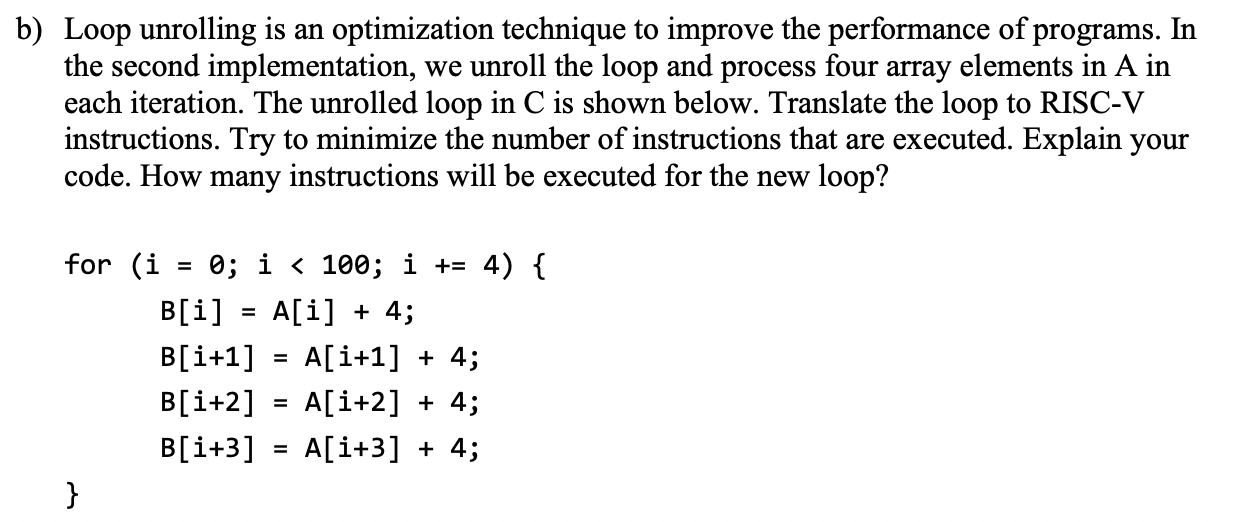 b) Loop unrolling is an optimization technique to improve the performance of programs. In
the second implementation, we unroll the loop and process four array elements in A in
each iteration. The unrolled loop in C is shown below. Translate the loop to RISC-V
instructions. Try to minimize the number of instructions that are executed. Explain your
code. How many instructions will be executed for the new loop?
for (i = 0; i < 100; i += 4) {
B[i] = A[i] + 4;
B[i+1] = A[i+1] + 4;
B[i+2] = A[i+2] + 4;
B[i+3] = A[i+3] + 4;
}